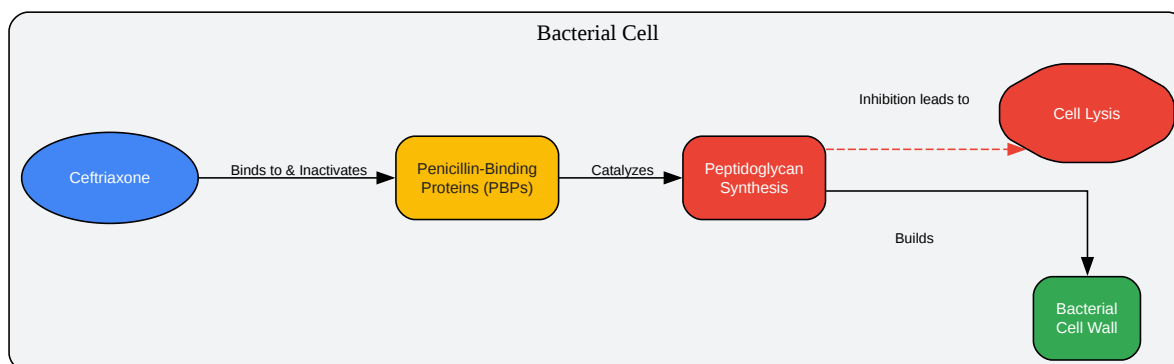 Bacterial Cell
Ceftriaxone
Binds to & Inactivates
Penicillin-Binding
Proteins (PBPs)
Catalyzes
Peptidoglycan
Synthesis
Inhibition leads to
Cell Lysis
Builds
Bacterial
Cell Wall